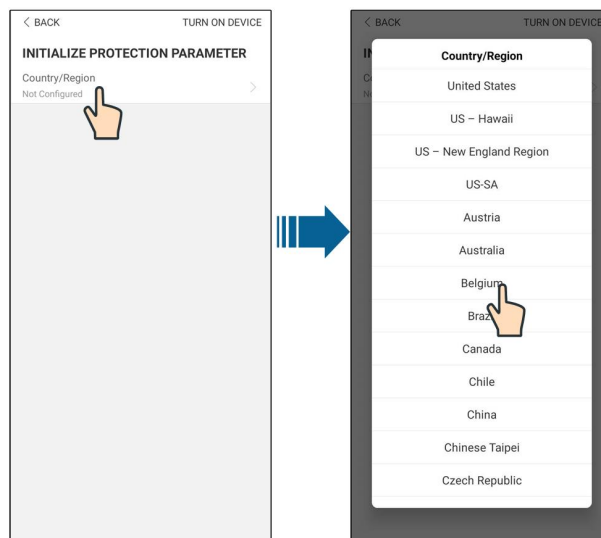 < BACK TURN ON DEVICE
INITIALIZE PROTECTION PARAMETER
Country/Region
Not Configured
< BACK TURN ON DEVICE
Country/Region
United States
US – Hawaii
US – New England Region
US-SA
Austria
Australia
Belgium
Canada
Chile
China
Chinese Taipei
Czech Republic